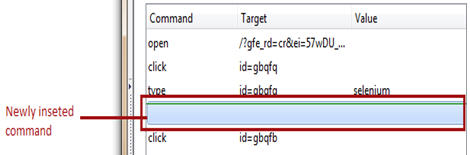 Command Target Value
open /?gfe_rd=cr&ei=57wDU_...
click id=gbqfq
type id=gbqfq selenium
Newly inseted
command
click id=gbqfb